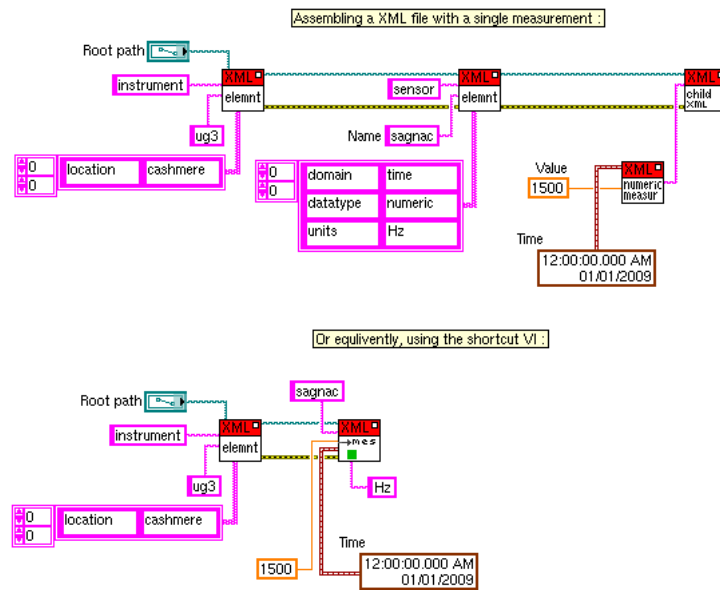 Assembling a XML file with a single measurement :
Root path
instrument
XML
elemnt
ug3
0
0
location cashmere
sensor
XML
elemnt
Name sagnac
0
0
domain time
datatype numeric
units Hz
XML
child
XML
Value
1500
XML
numeric
measur
Time
12:00:00.000 AM
01/01/2009
Or equlivently, using the shortcut VI :
Root path
instrument
XML
elemnt
ug3
0
0
location cashmere
sagnac
XML
mes
Hz
1500
Time
12:00:00.000 AM
01/01/2009